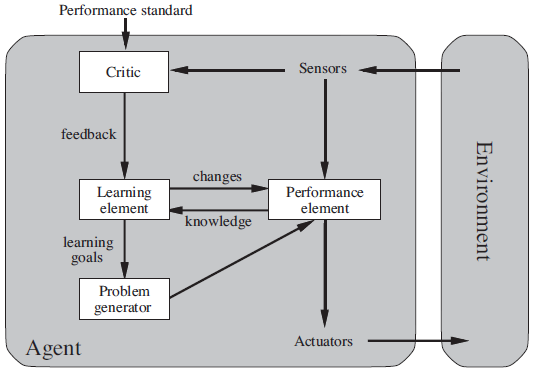 Performance standard
Critic
Sensors
feedback
changes
Learning
element
Performance
element
knowledge
learning
goals
Problem
generator
Actuators
Agent
Environment